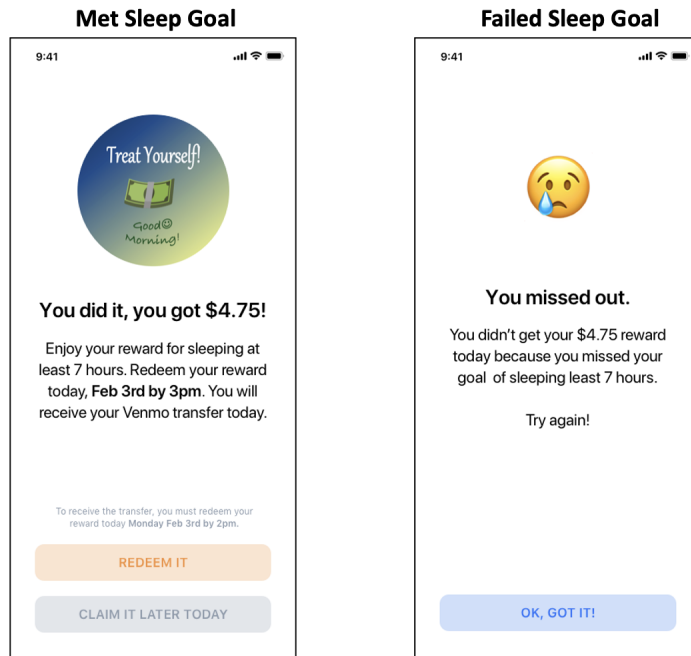 Met Sleep Goal
9:41
Treat Yourself!
Good☺
Morning!
You did it, you got $4.75!
Enjoy your reward for sleeping at
least 7 hours. Redeem your reward
today, Feb 3rd by 3pm. You will
receive your Venmo transfer today.
To receive the transfer, you must redeem your
reward today Monday Feb 3rd by 2pm.
REDEEM IT
CLAIM IT LATER TODAY
Failed Sleep Goal
9:41
You missed out.
You didn’t get your $4.75 reward
today because you missed your
goal of sleeping least 7 hours.
Try again!
OK, GOT IT!